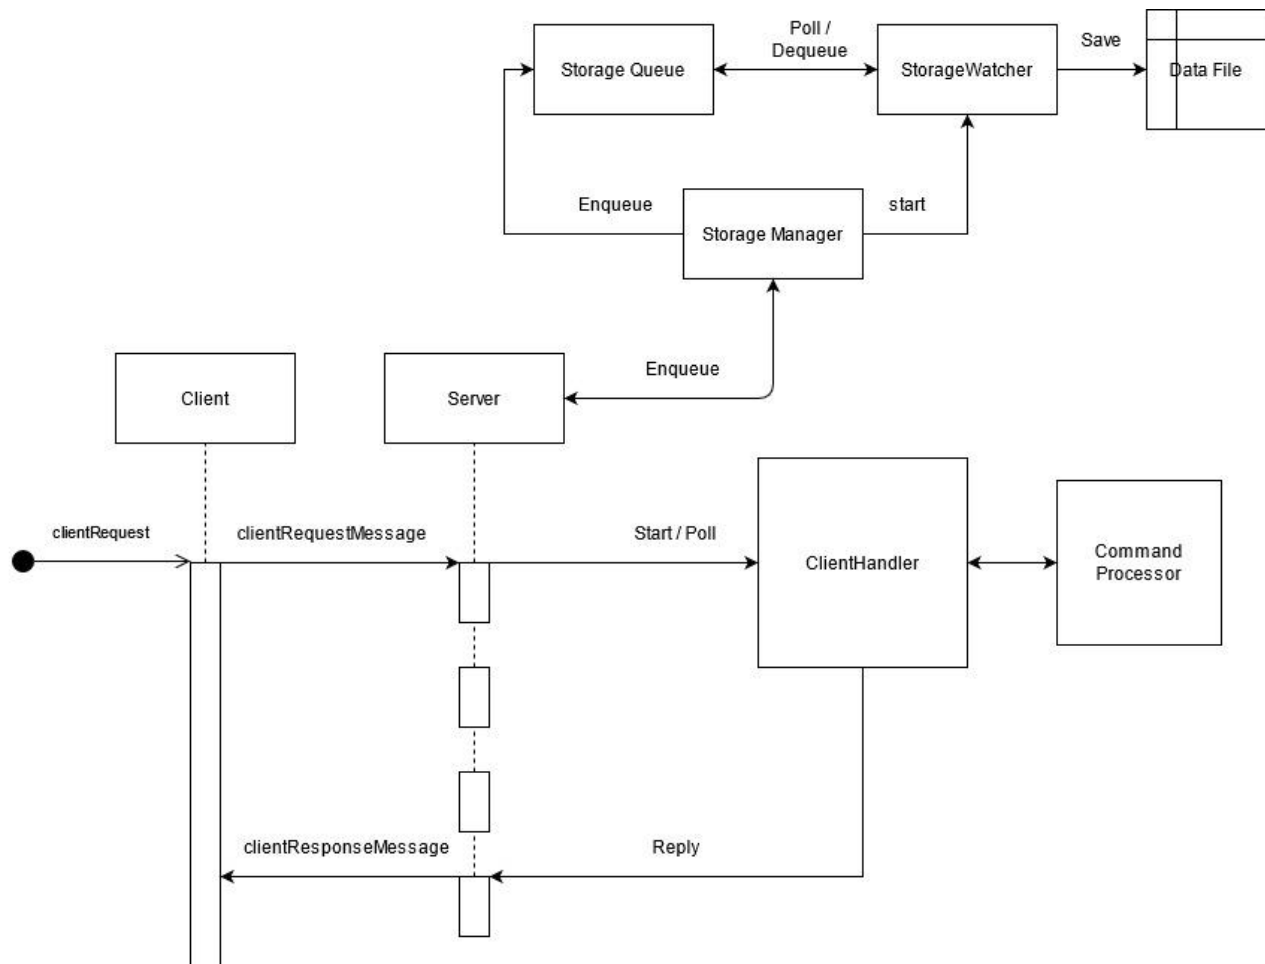 Poll /
Dequeue
Save
Storage Queue
StorageWatcher
Data File
Enqueue
start
Storage Manager
Enqueue
Client
Server
clientRequest
clientRequestMessage
Start / Poll
ClientHandler
Command
Processor
clientResponseMessage
Reply